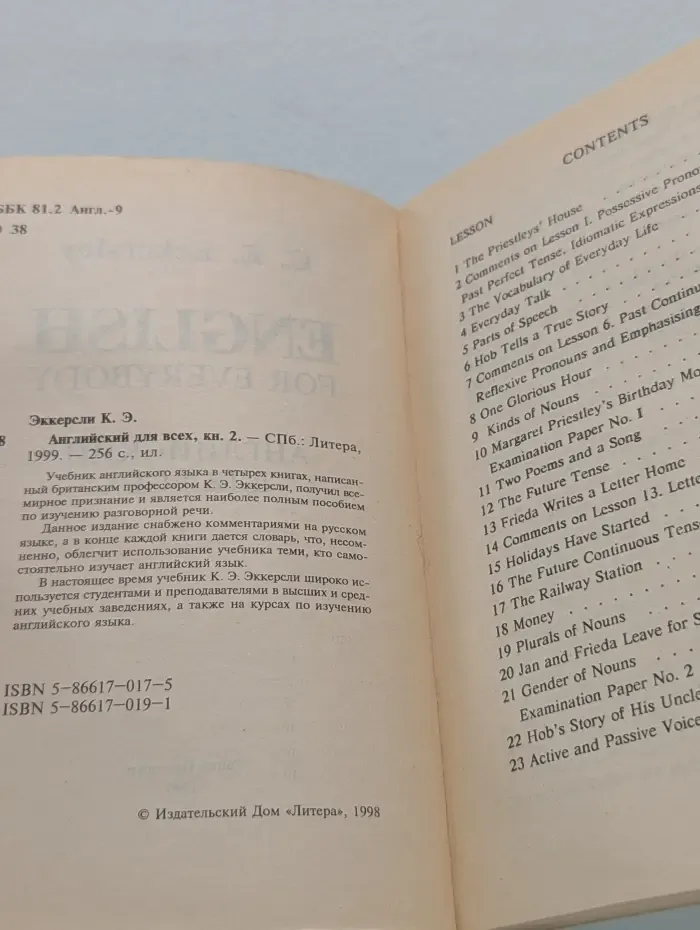 ББК 81.2 Англ.-9
38
Эккерсли К. Э.
8 Английский для всех, кн. 2. — СПб.: Литера,
1999. — 256 с., ил.
Учебник английского языка в четырех книгах, написан-
ный британским профессором К. Э. Эккерсли, получил все-
мирное признание и является наиболее полным пособием
по изучению разговорной речи.
Данное издание снабжено комментариями на русском
языке, а в конце каждой книги дается словарь, что, несом-
ненно, облегчит использование учебника теми, кто само-
стоятельно изучает английский язык.
В настоящее время учебник К. Э. Эккерсли широко ис-
пользуется студентами и преподавателями в высших и сред-
них учебных заведениях, а также на курсах по изучению
английского языка.
ISBN 5-86617-017-5
ISBN 5-86617-019-1
© Издательский Дом «Литера», 1998
CONTENTS
LESSON
1 The Priestleys' House . . . . . . .
2 Comments on Lesson 1. Possessive Prono
Past Perfect Tense. Idiomatic Expressions
3 The Vocabulary of Everyday Life . .
4 Everyday Talk . . . . . . .
5 Parts of Speech . . . . . . .
6 Hob Tells a True Story . . . . .
7 Comments on Lesson 6. Past Continu
Reflexive Pronouns and Emphasising
8 One Glorious Hour . . . . . .
9 Kinds of Nouns . . . . . .
10 Margaret Priestley's Birthday
Examination Paper No. I . . .
11 Two Poems and a Song . . . .
12 The Future Tense . . . . .
13 Frieda Writes a Letter Home
14 Comments on Lesson 13. Lette
15 Holidays Have Started . . .
16 The Future Continuous Tens
17 The Railway Station . . .
18 Money . . . . . . .
19 Plurals of Nouns . . . .
20 Jan and Frieda Leave for S
21 Gender of Nouns . . . .
Examination Paper No. 2
22 Hob's Story of His Uncle
23 Active and Passive Voice